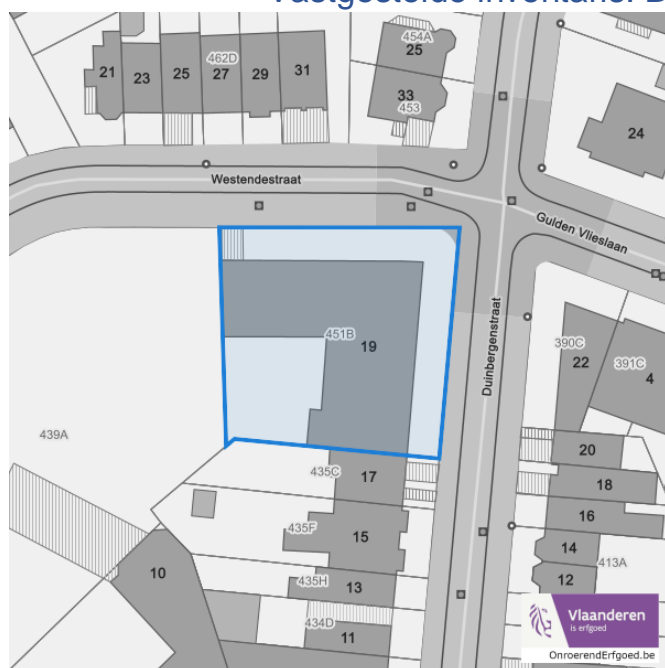 Vastgestelde inventaris: B
454A
462D
25
21
23
25
27
29
31
33
453
24
Westendestraat
Gulden Vlieslaan
Duinbergenstraat
451B
19
390C
22
391C
4
439A
435C
17
20
18
16
435F
15
14
413A
10
435H
13
12
434D
11
Vlaanderen
is erfgoed
OnroerendErfgoed.be